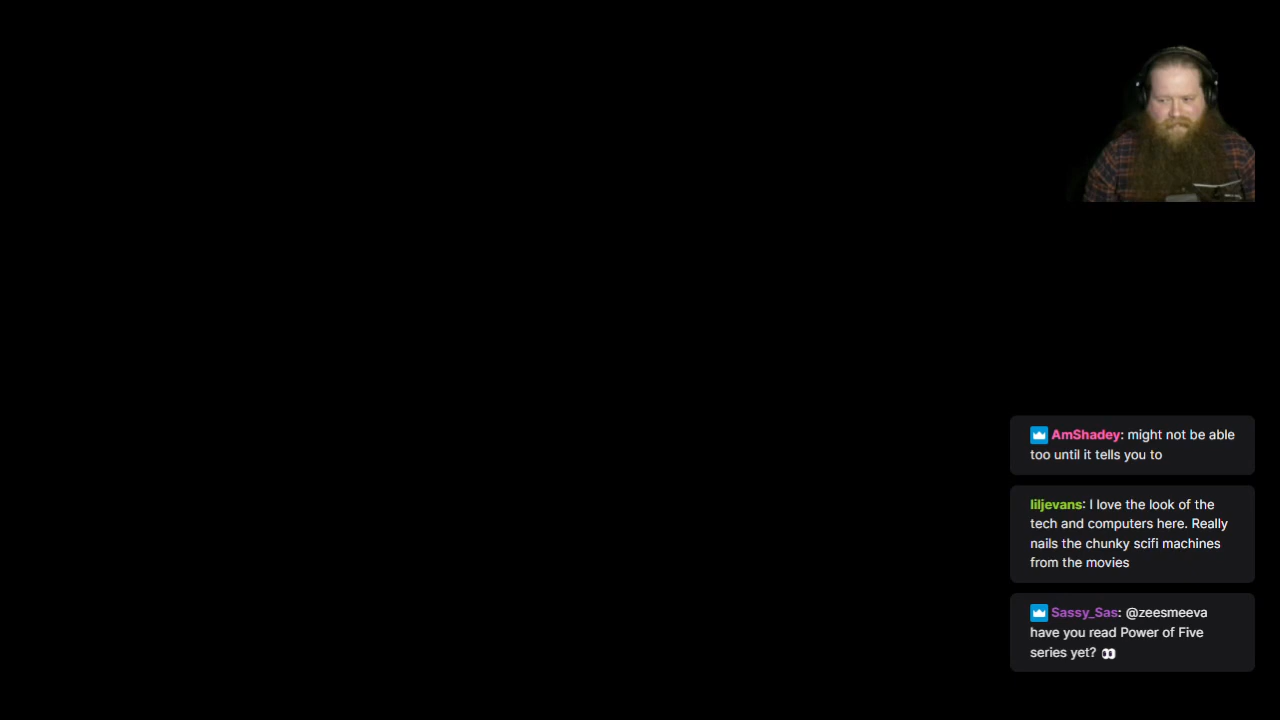 AmShadey: might not be able
too until it tells you to
liljevans: I love the look of the
tech and computers here. Really
nails the chunky scifi machines
from the movies
Sassy_Sas: @zeesmeeva
have you read Power of Five
series yet? 👀